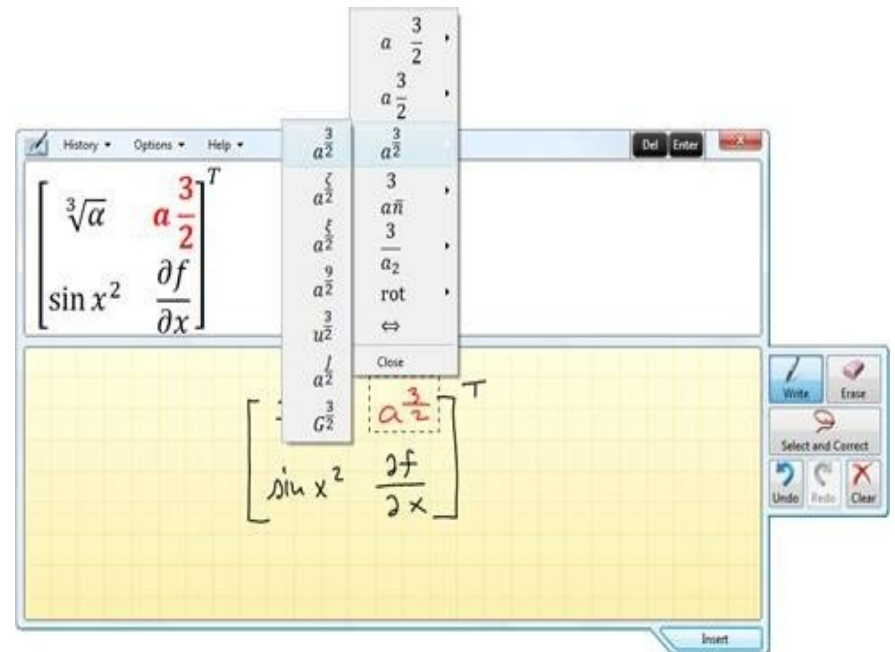 a 3/2
a 3/2
a^(3/2)
3
an̄
3/a₂
rot
⇔
Close
a^(3/2)
a^(ζ/2)
a^(ξ/2)
a^(9/2)
u^(3/2)
a^(l/2)
G^(3/2)
History Options Help Del Enter
[∛α a 3/2
sin x² ∂f/∂x]ᵀ
a^(3/2) T
sin x² ∂f/∂x
Write Erase
Select and Correct
Undo Redo Clear
Insert